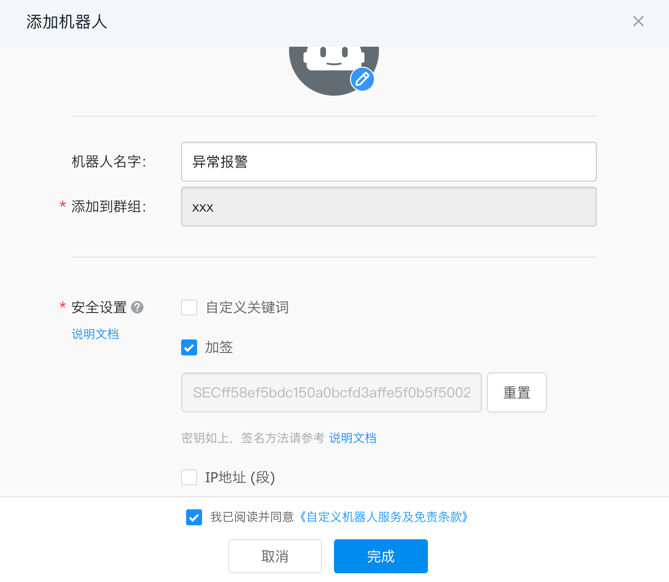 添加机器人
机器人名字：
异常报警
* 添加到群组：
xxx
* 安全设置
自定义关键词
说明文档
加签
SECff58ef5bdc150a0bcfd3affe5f0b5f5002
重置
密钥如上，签名方法请参考 说明文档
IP地址 (段)
我已阅读并同意《自定义机器人服务及免责条款》
取消
完成